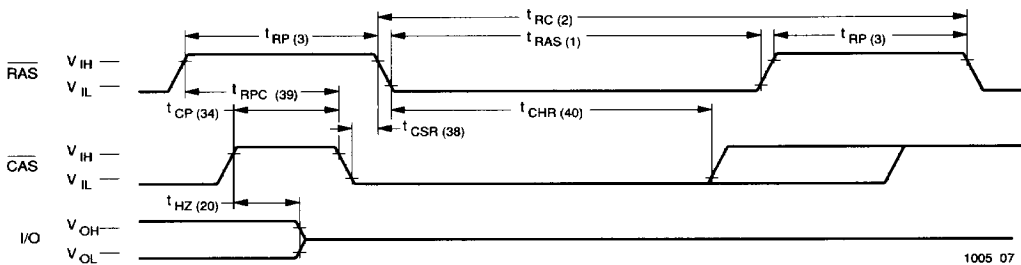 t RC (2)
t RP (3) t RAS (1) t RP (3)
RAS V IH
V IL
t RPC (39)
t CP (34) t CHR (40)
t CSR (38)
CAS V IH
V IL
t HZ (20)
I/O V OH
V OL
1005 07